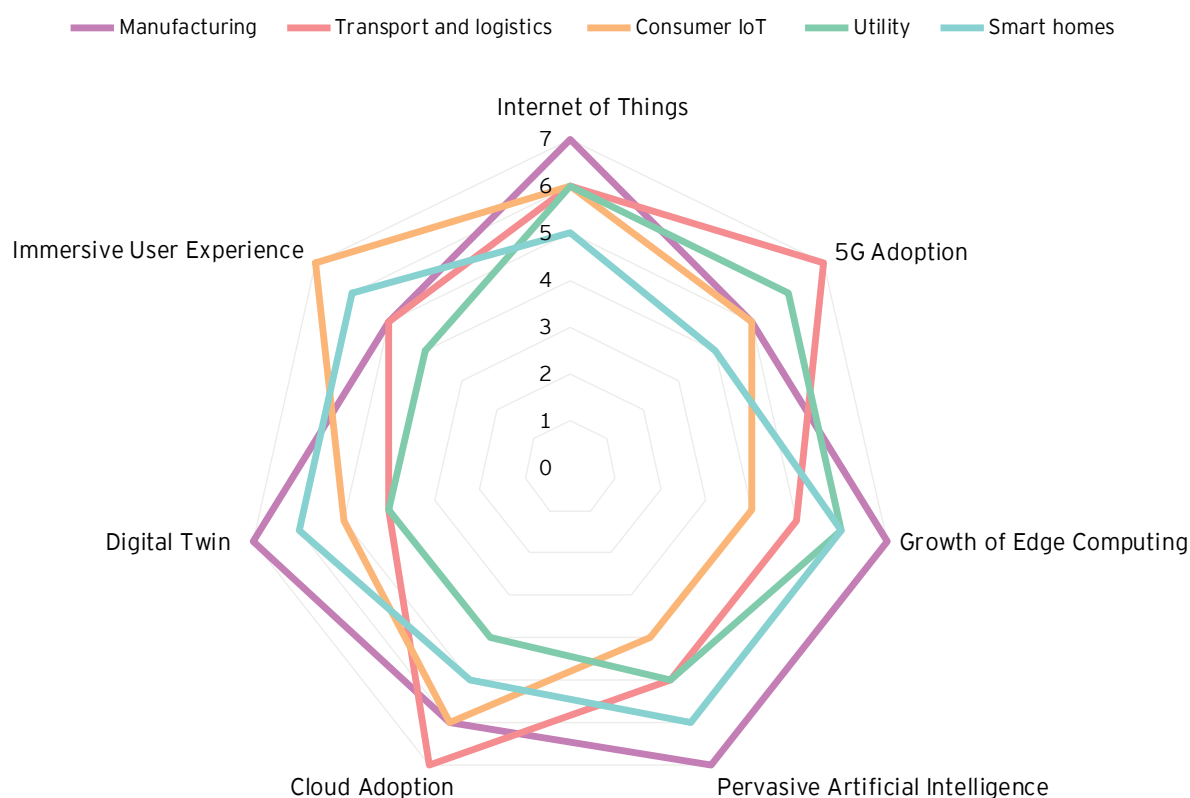 Manufacturing Transport and logistics Consumer IoT Utility Smart homes
Internet of Things
7
6
5
Immersive User Experience
5G Adoption
4
3
2
1
0
Digital Twin
Growth of Edge Computing
Cloud Adoption
Pervasive Artificial Intelligence